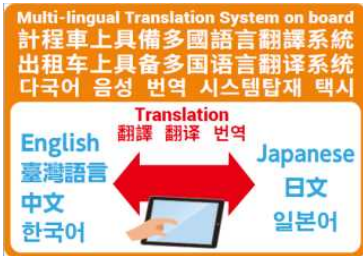 Multi-lingual Translation System on board
計程車上具備多國語言翻譯系統
出租车上具备多国语言翻译系统
다국어 음성 번역 시스템탑재 택시
Translation
翻譯 翻译 번역
English
臺灣語言
中文
한국어
Japanese
日文
일본어